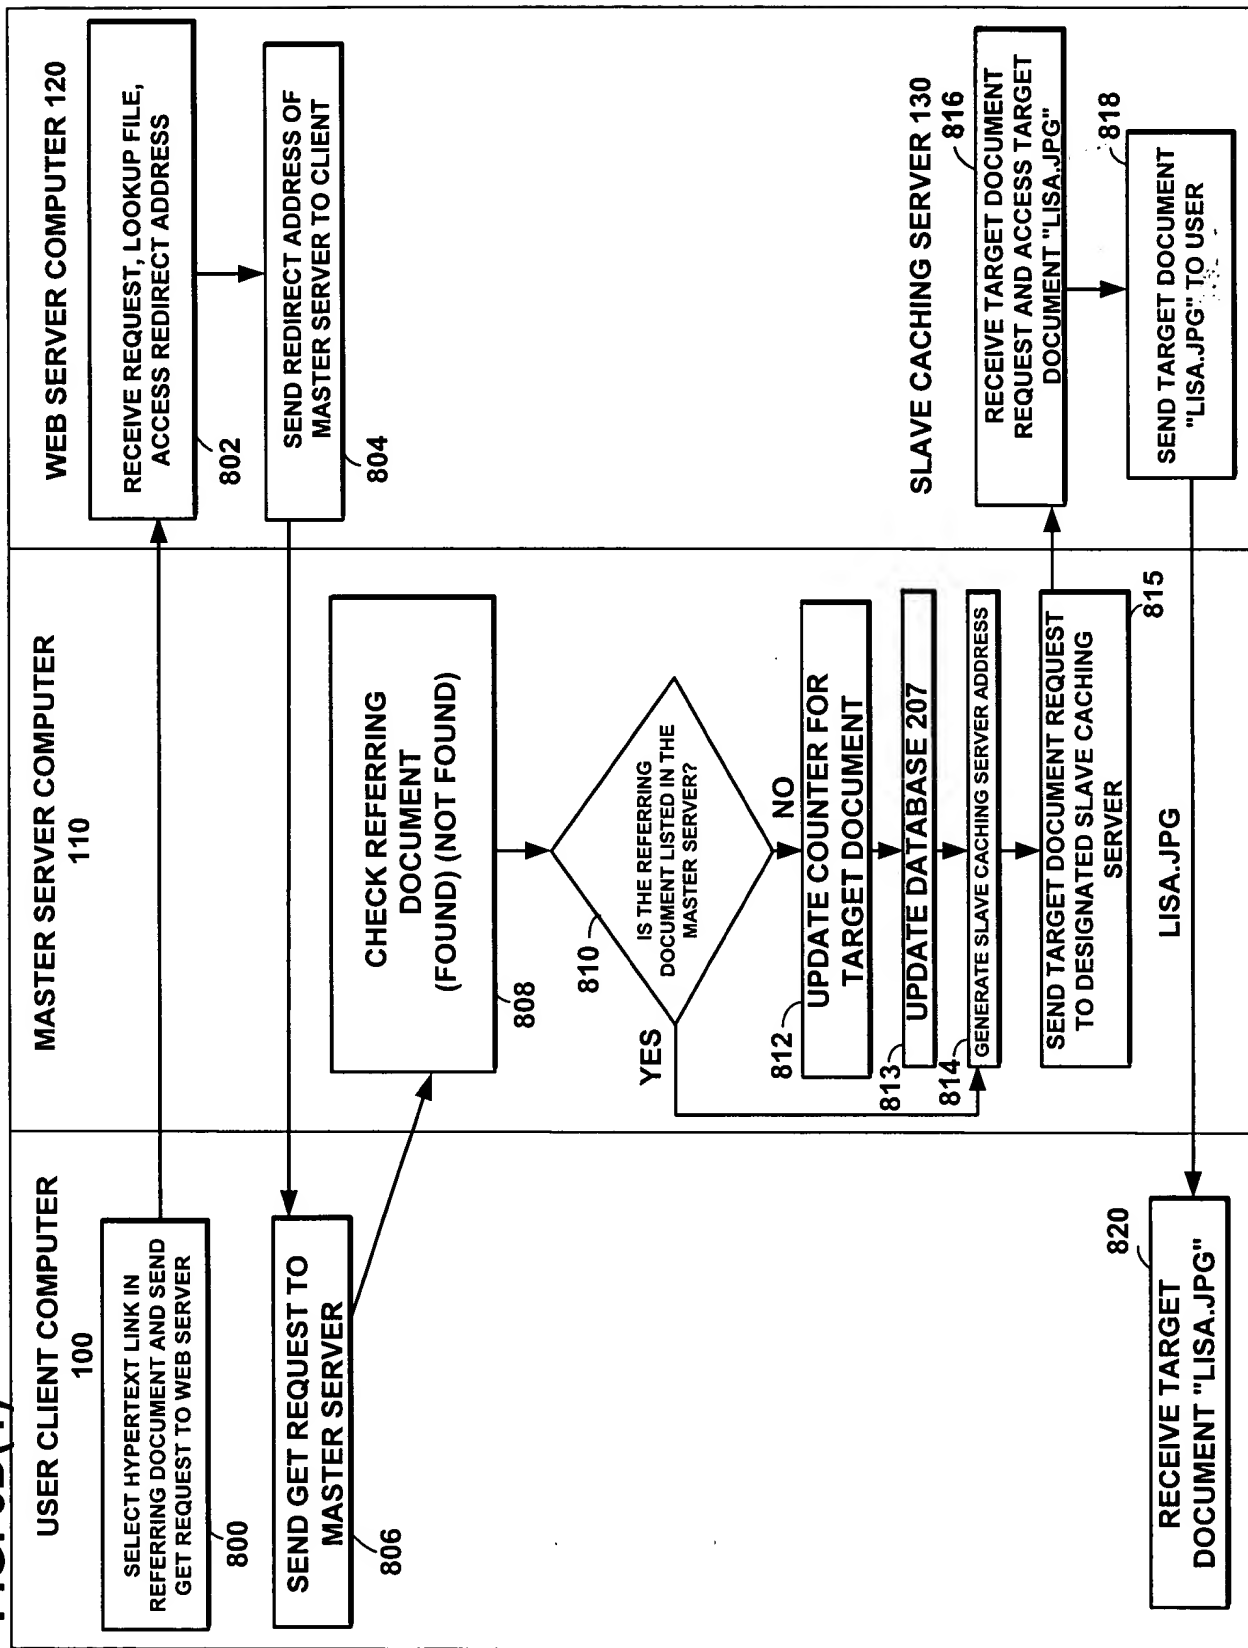 USER CLIENT COMPUTER
100
MASTER SERVER COMPUTER
110
WEB SERVER COMPUTER 120
SELECT HYPERTEXT LINK IN
REFERRING DOCUMENT AND SEND
GET REQUEST TO WEB SERVER
800
RECEIVE REQUEST, LOOKUP FILE,
ACCESS REDIRECT ADDRESS
802
SEND REDIRECT ADDRESS OF
MASTER SERVER TO CLIENT
804
SEND GET REQUEST TO
MASTER SERVER
806
CHECK REFERRING
DOCUMENT
(FOUND) (NOT FOUND)
808
IS THE REFERRING
DOCUMENT LISTED IN THE
MASTER SERVER?
810
YES
NO
UPDATE COUNTER FOR
TARGET DOCUMENT
812
UPDATE DATABASE 207
813
GENERATE SLAVE CACHING SERVER ADDRESS
814
SEND TARGET DOCUMENT REQUEST
TO DESIGNATED SLAVE CACHING
SERVER
815
SLAVE CACHING SERVER 130
816
RECEIVE TARGET DOCUMENT
REQUEST AND ACCESS TARGET
DOCUMENT "LISA.JPG"
818
SEND TARGET DOCUMENT
"LISA.JPG" TO USER
LISA.JPG
820
RECEIVE TARGET
DOCUMENT "LISA.JPG"